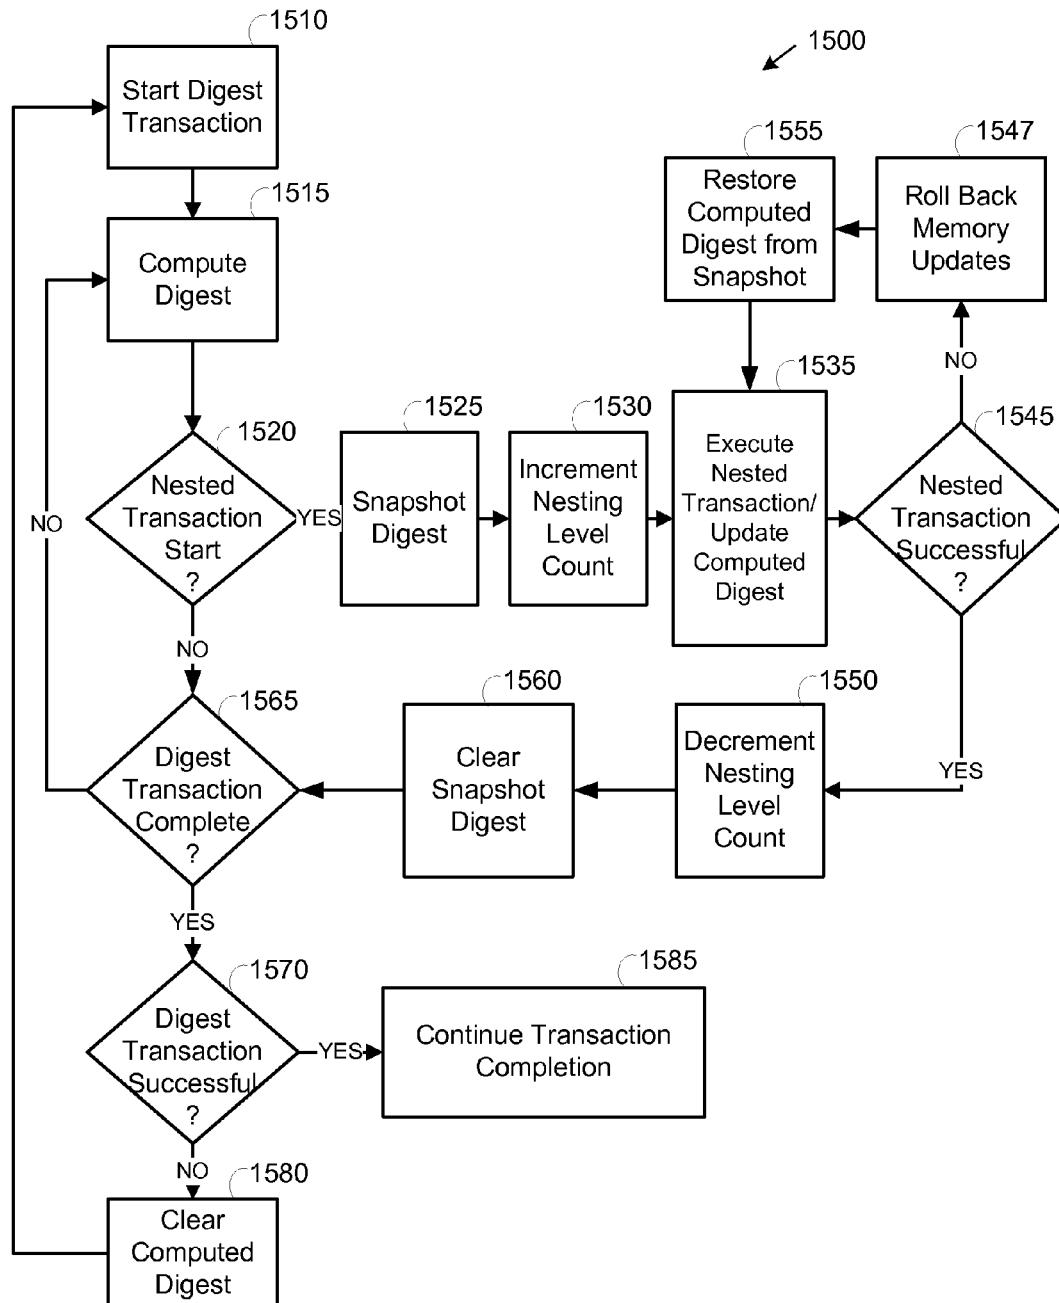 1510
1500
Start Digest
Transaction
1555
1547
Restore
Computed
Digest from
Snapshot
Roll Back
Memory
Updates
1515
Compute
Digest
NO
1535
1520
1525
1530
1545
Nested
Transaction
Start
?
YES
Snapshot
Digest
Increment
Nesting
Level
Count
Execute
Nested
Transaction/
Update
Computed
Digest
Nested
Transaction
Successful
?
NO
NO
1565
1560
1550
Digest
Transaction
Complete
?
Clear
Snapshot
Digest
Decrement
Nesting
Level
Count
YES
YES
1570
1585
Digest
Transaction
Successful
?
YES
Continue Transaction
Completion
NO
1580
Clear
Computed
Digest